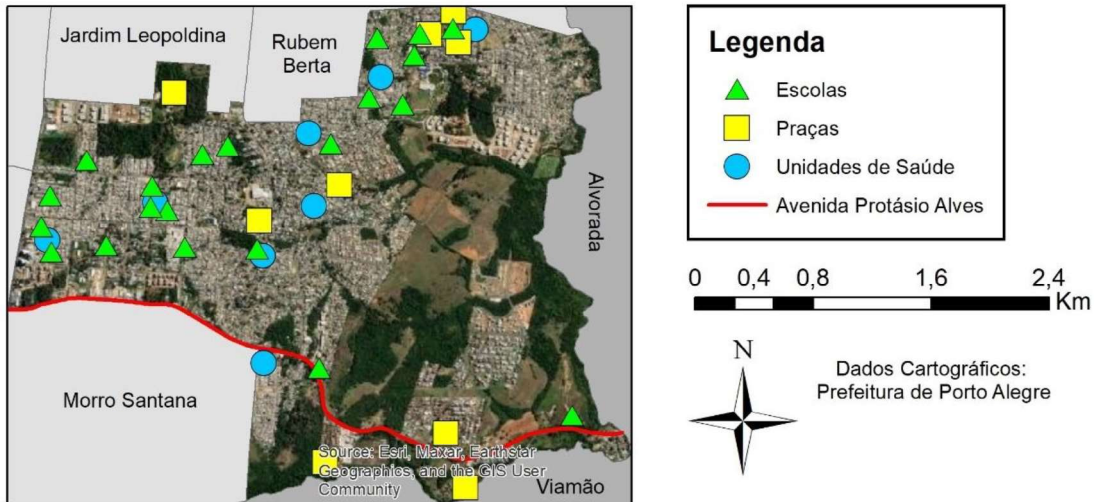 Jardim Leopoldina
Rubem
Berta
Alvorada
Morro Santana
Source: Esri, Maxar, Earthstar
Geographics, and the GIS User
Community
Viamão
Legenda
Escolas
Praças
Unidades de Saúde
Avenida Protásio Alves
0 0,4 0,8 1,6 2,4
Km
N
Dados Cartográficos:
Prefeitura de Porto Alegre